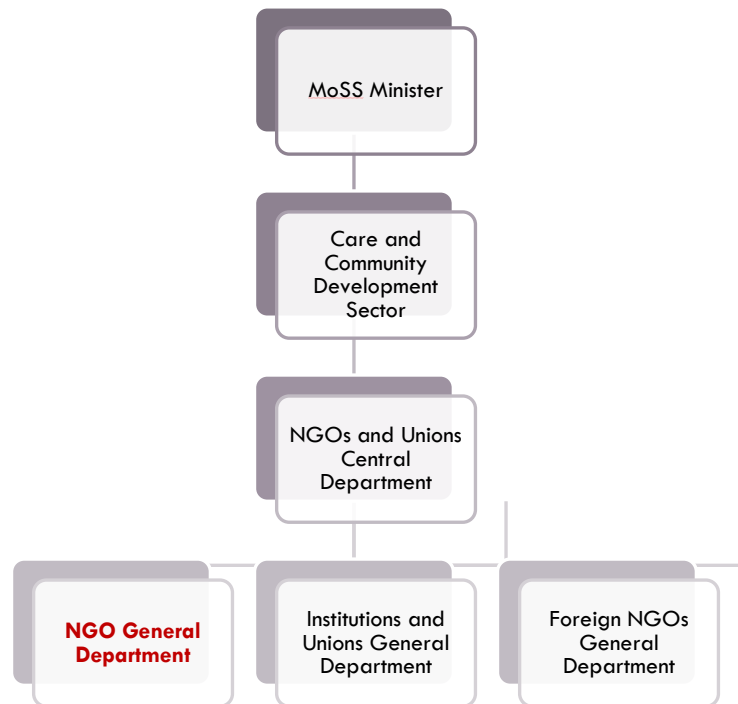 MoSS Minister
Care and
Community
Development
Sector
NGOs and Unions
Central
Department
NGO General
Department
Institutions and
Unions General
Department
Foreign NGOs
General
Department